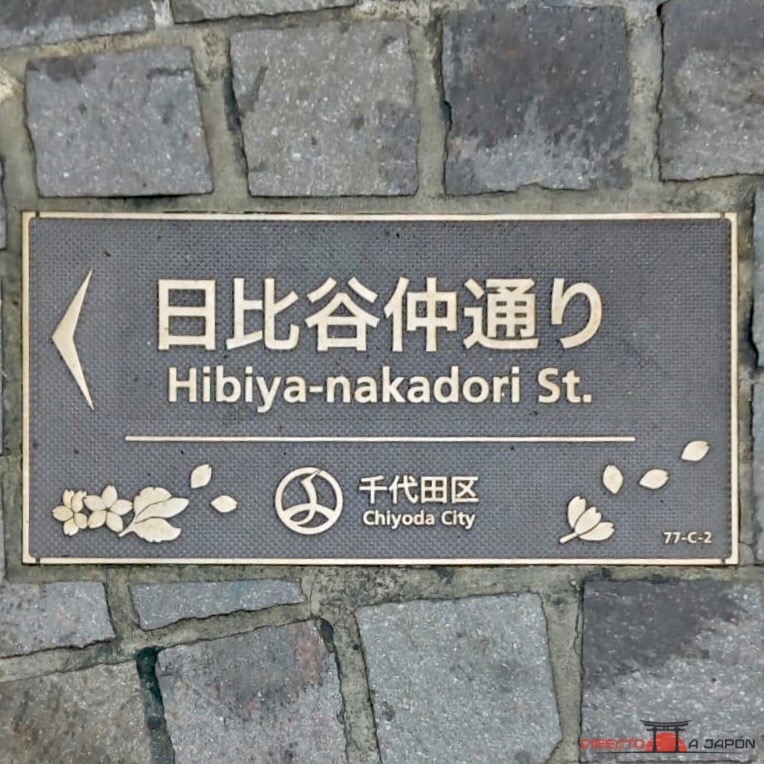 日比谷仲通り
Hibiya-nakadori St.
千代田区
Chiyoda City
77-C-2
DIRECTO A JAPÓN